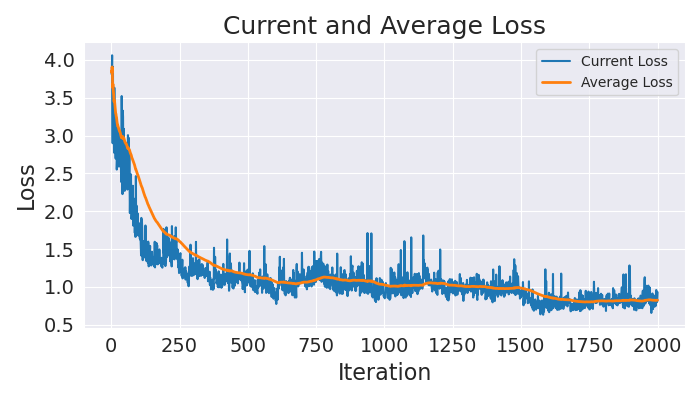 Current and Average Loss
Current Loss
Average Loss
Loss
4.0
3.5
3.0
2.5
2.0
1.5
1.0
0.5
0 250 500 750 1000 1250 1500 1750 2000
Iteration